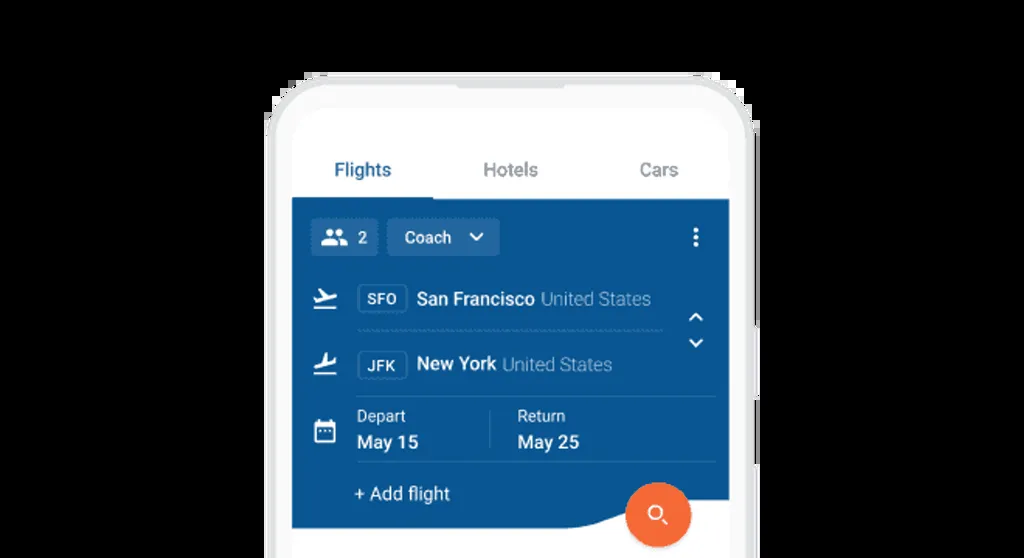 Flights Hotels Cars
2 Coach
SFO San Francisco United States
JFK New York United States
Depart Return
May 15 May 25
+ Add flight